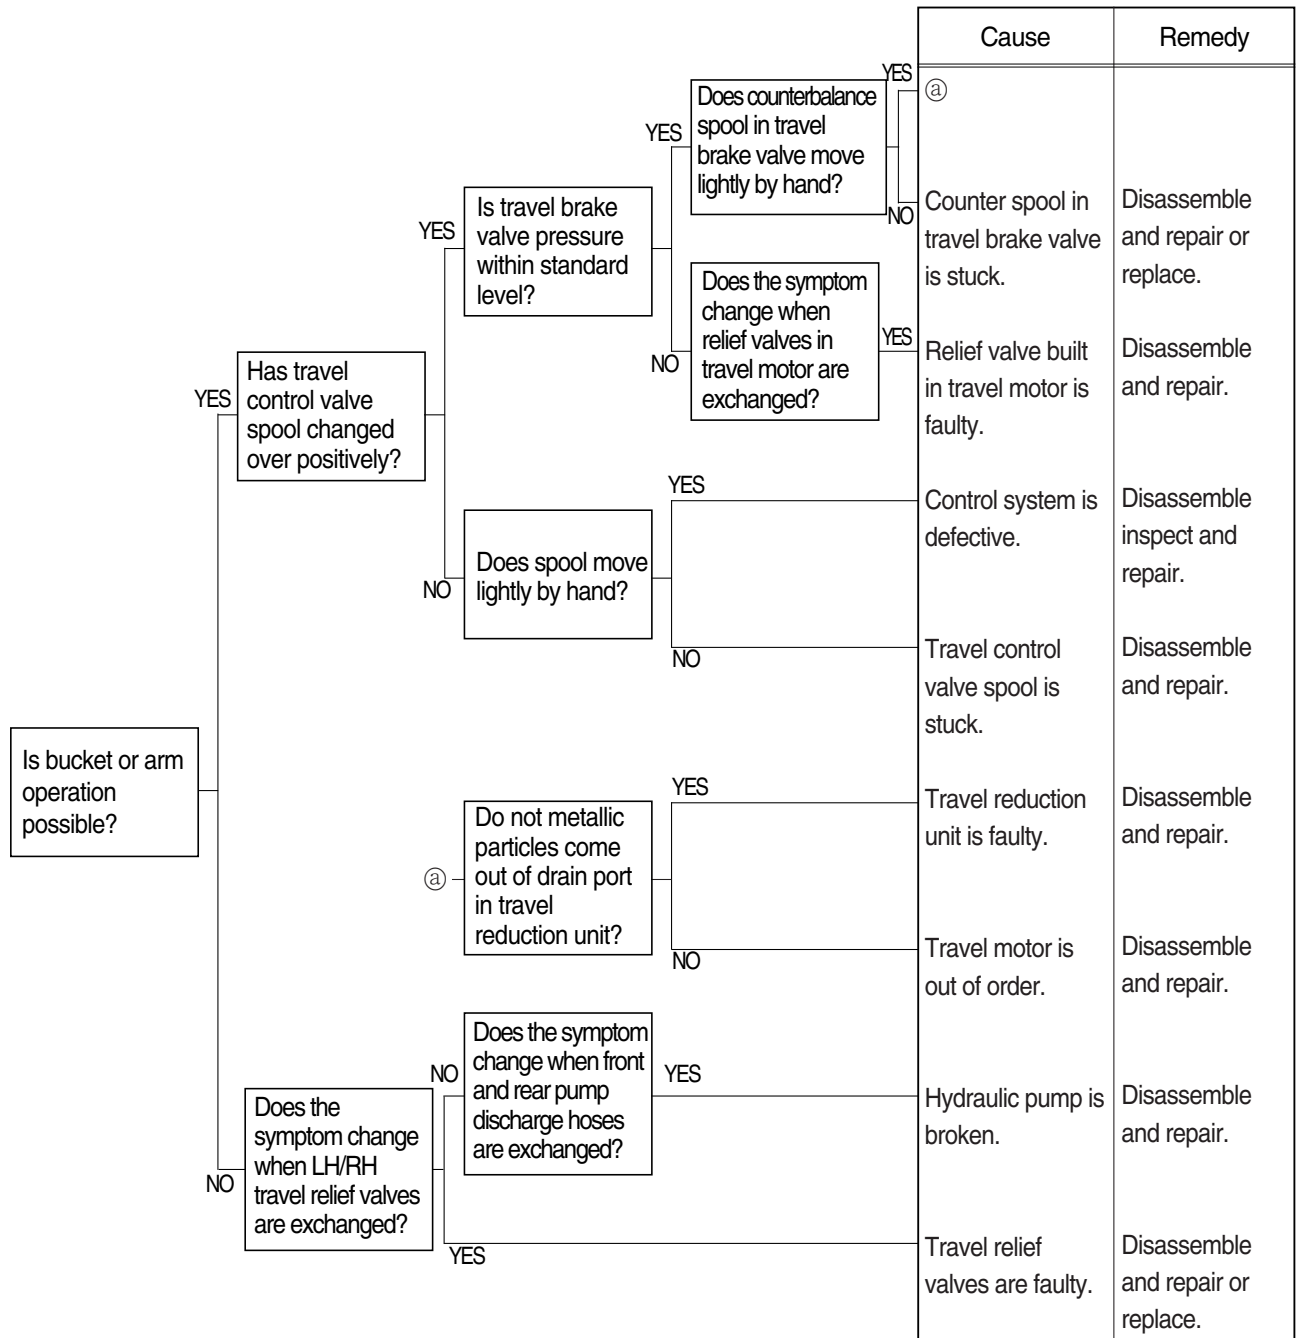 Cause
Remedy
YES
ⓐ
Does counterbalance
spool in travel
brake valve move
lightly by hand?
YES
NO
Counter spool in
travel brake valve
is stuck.
Disassemble
and repair or
replace.
Is travel brake
valve pressure
within standard
level?
YES
Does the symptom
change when
relief valves in
travel motor are
exchanged?
NO
YES
Relief valve built
in travel motor is
faulty.
Disassemble
and repair.
Has travel
control valve
spool changed
over positively?
YES
YES
Control system is
defective.
Disassemble
inspect and
repair.
Does spool move
lightly by hand?
NO
NO
Travel control
valve spool is
stuck.
Disassemble
and repair.
Is bucket or arm
operation
possible?
YES
Travel reduction
unit is faulty.
Disassemble
and repair.
ⓐ
Do not metallic
particles come
out of drain port
in travel
reduction unit?
NO
Travel motor is
out of order.
Disassemble
and repair.
Does the symptom
change when front
and rear pump
discharge hoses
are exchanged?
NO
YES
Hydraulic pump is
broken.
Disassemble
and repair.
Does the
symptom change
when LH/RH
travel relief valves
are exchanged?
NO
YES
Travel relief
valves are faulty.
Disassemble
and repair or
replace.